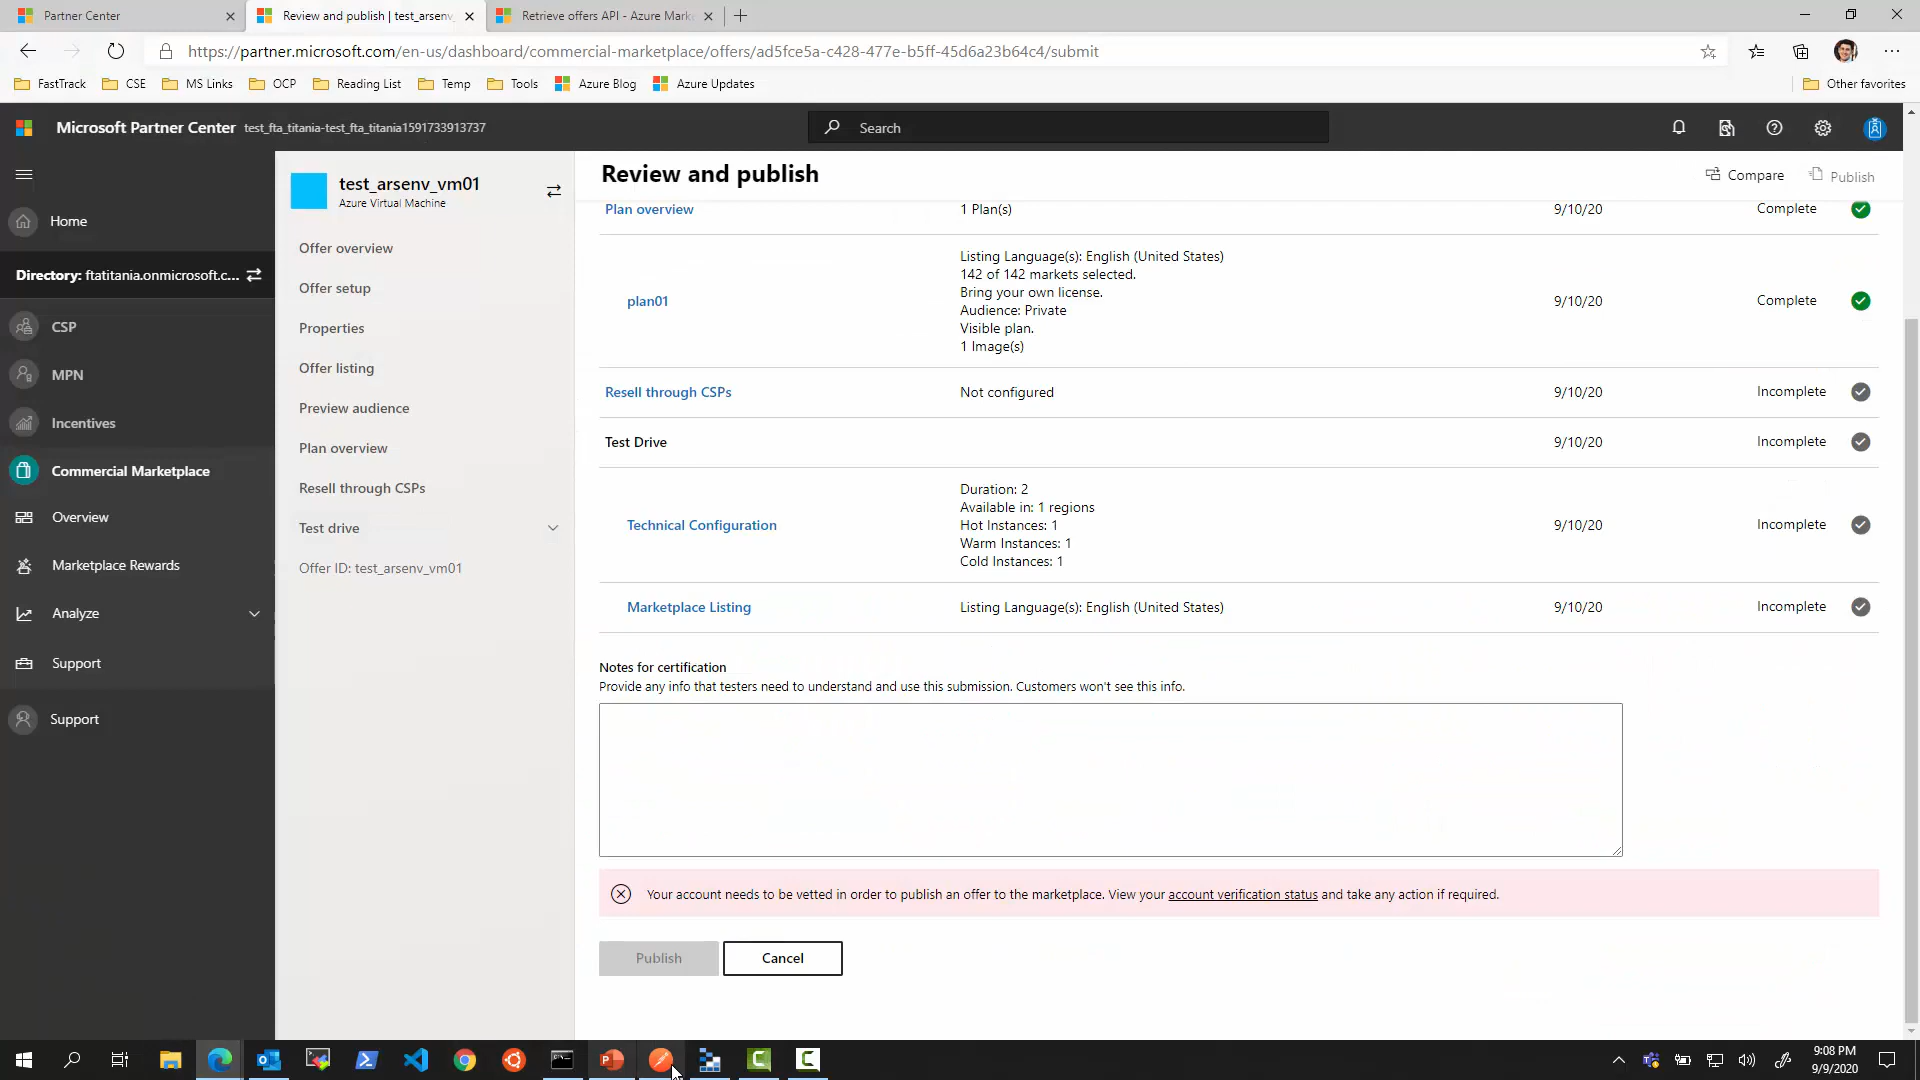 Partner Center
Review and publish | test_arsenv_
Retrieve offers API - Azure Mark
https://partner.microsoft.com/en-us/dashboard/commercial-marketplace/offers/ad5fce5a-c428-477e-b5ff-45d6a23b64c4/submit
FastTrack
CSE
MS Links
OCP
Reading List
Temp
Tools
Azure Blog
Azure Updates
Other favorites
Microsoft Partner Center
test_fta_titania-test_fta_titania1591733913737
Search
Home
Directory: ftatitania.onmicrosoft.c...
CSP
MPN
Incentives
Commercial Marketplace
Overview
Marketplace Rewards
Analyze
Support
Support
test_arsenv_vm01
Azure Virtual Machine
Offer overview
Offer setup
Properties
Offer listing
Preview audience
Plan overview
Resell through CSPs
Test drive
Offer ID: test_arsenv_vm01
Review and publish
Compare
Publish
Plan overview
1 Plan(s)
9/10/20
Complete
plan01
Listing Language(s): English (United States)
142 of 142 markets selected.
Bring your own license.
Audience: Private
Visible plan.
1 Image(s)
9/10/20
Complete
Resell through CSPs
Not configured
9/10/20
Incomplete
Test Drive
9/10/20
Incomplete
Technical Configuration
Duration: 2
Available in: 1 regions
Hot Instances: 1
Warm Instances: 1
Cold Instances: 1
9/10/20
Incomplete
Marketplace Listing
Listing Language(s): English (United States)
9/10/20
Incomplete
Notes for certification
Provide any info that testers need to understand and use this submission. Customers won't see this info.
Your account needs to be vetted in order to publish an offer to the marketplace. View your account verification status and take any action if required.
Publish
Cancel
9:08 PM
9/9/2020